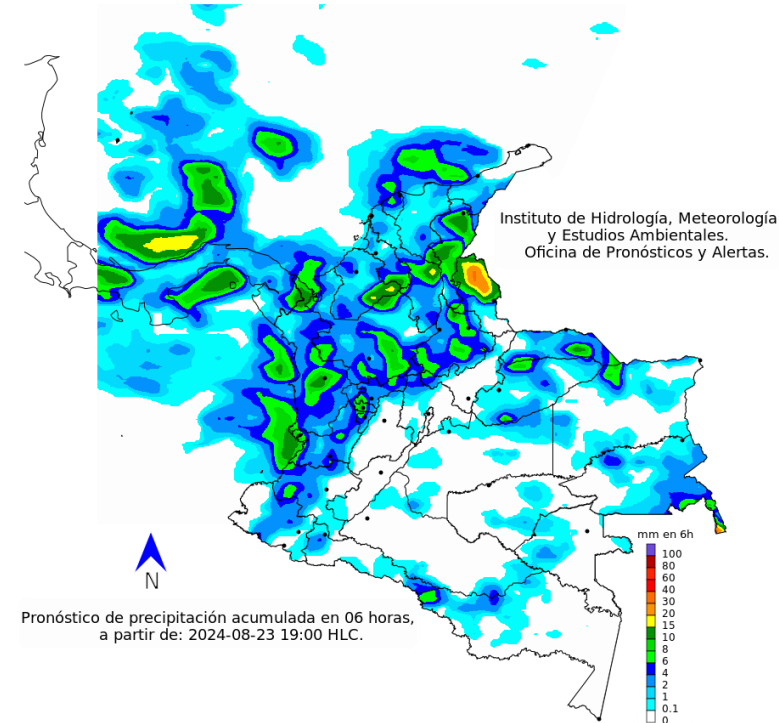 Instituto de Hidrología, Meteorología
y Estudios Ambientales.
Oficina de Pronósticos y Alertas.
N
Pronóstico de precipitación acumulada en 06 horas,
a partir de: 2024-08-23 19:00 HLC.
mm en 6h
100
80
60
40
30
20
15
10
8
6
4
2
1
0.1
0